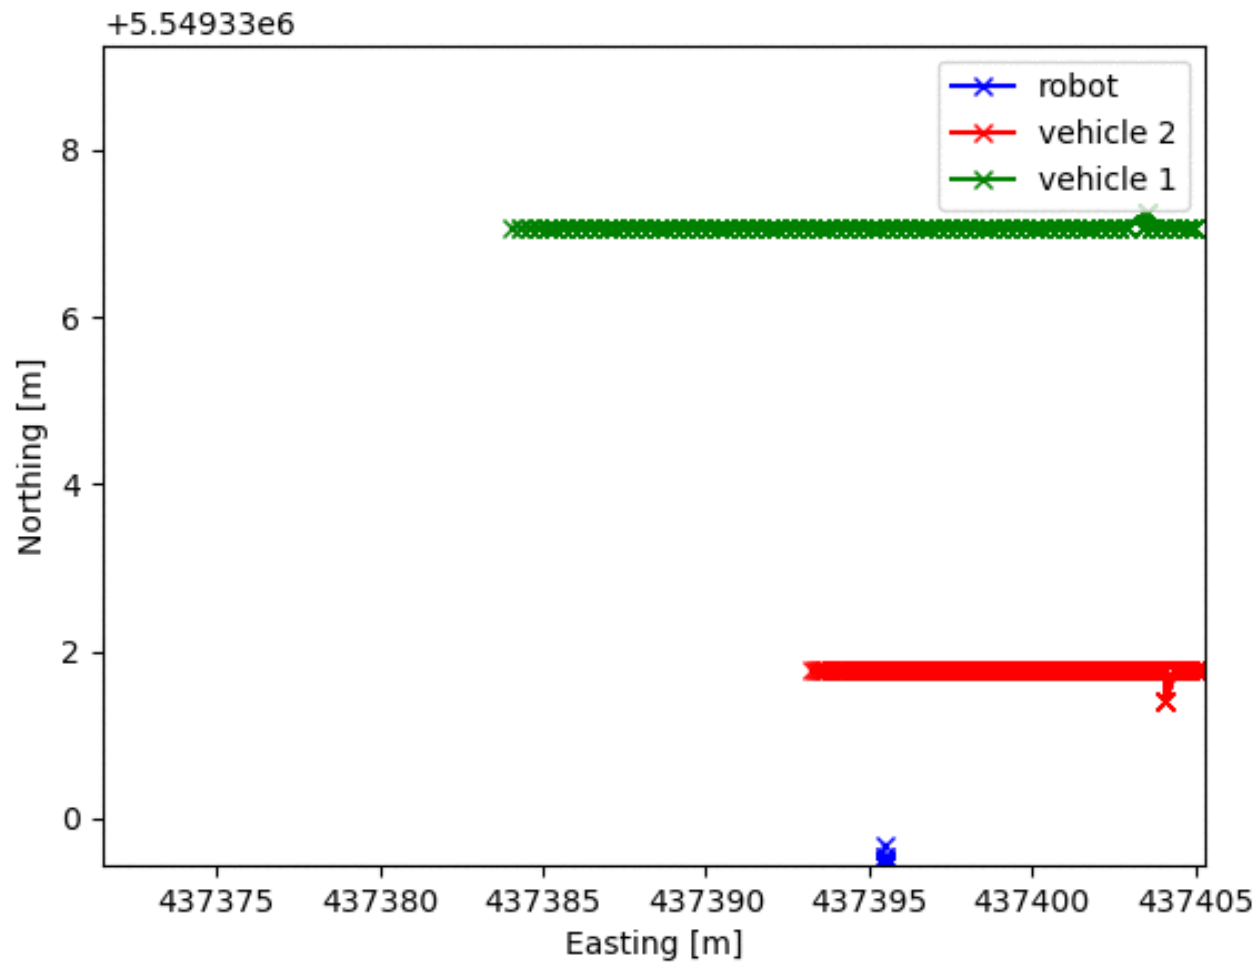 +5.54933e6
robot
vehicle 2
vehicle 1
8
6
4
2
0
Northing [m]
437375 437380 437385 437390 437395 437400 437405
Easting [m]